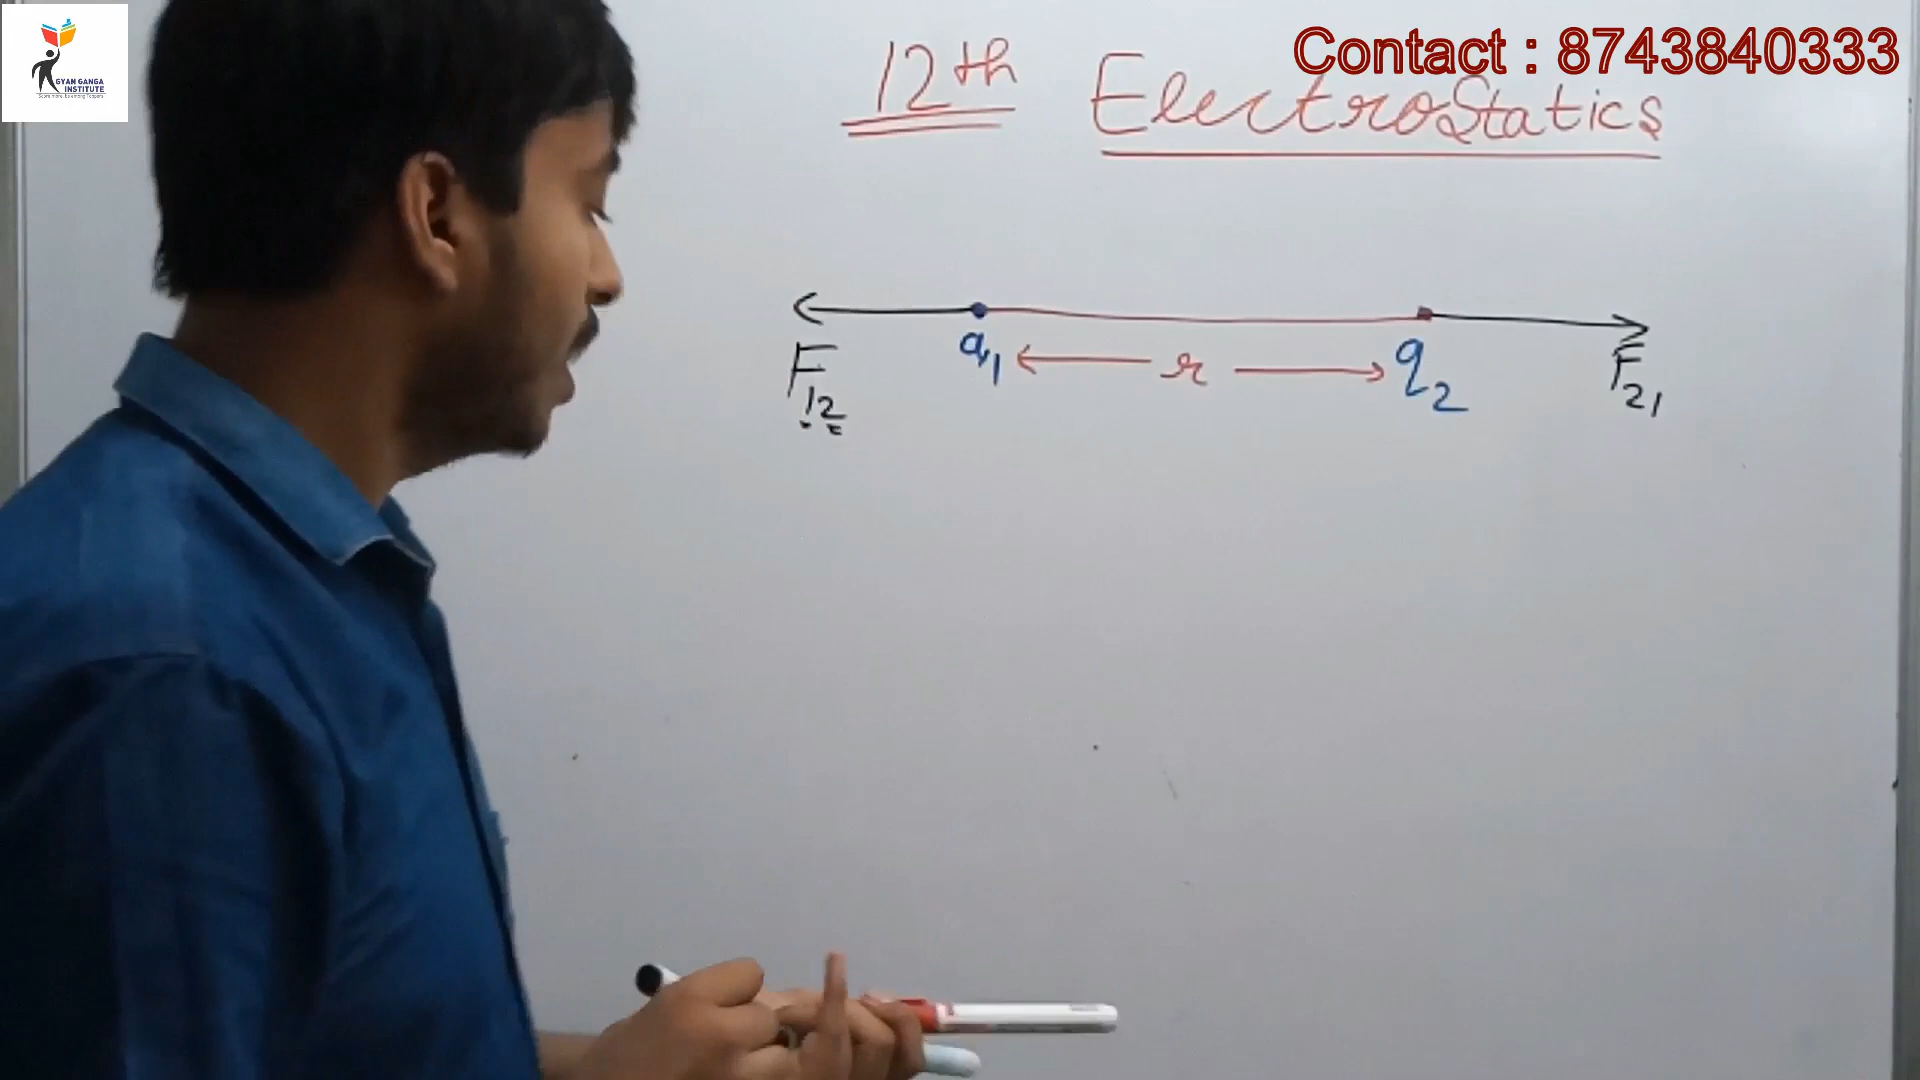 Contact : 8743840333
GYAN GANGA
INSTITUTE
12th ElectroStatics
q1 r q2
F12 F21